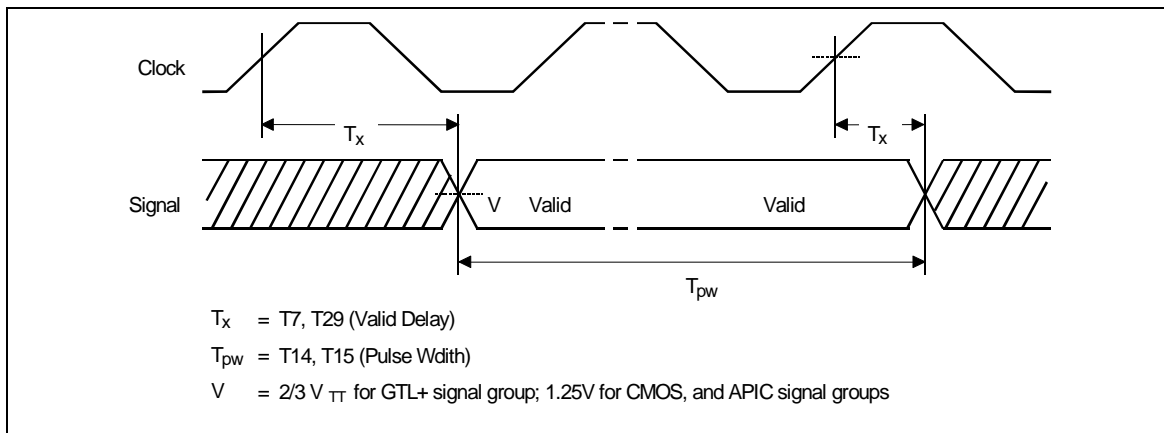 Clock
Tx
Tx
Signal
V Valid
Valid
Tpw
Tx = T7, T29 (Valid Delay)
Tpw = T14, T15 (Pulse Wdith)
V = 2/3 V TT for GTL+ signal group; 1.25V for CMOS, and APIC signal groups